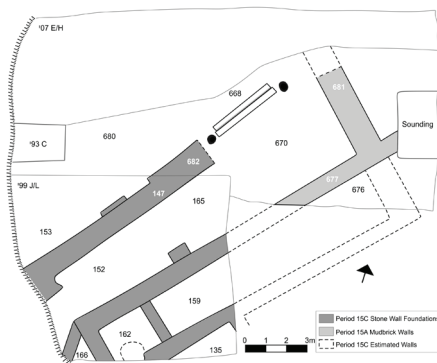 '07 E/H
668
681
'93 C
680
Sounding
682
670
'99 J/L
147
165
677
676
153
152
159
162
166
135
0 1 2 3m
Period 15C Stone Wall Foundations
Period 15A Mudbrick Walls
Period 15C Estimated Walls